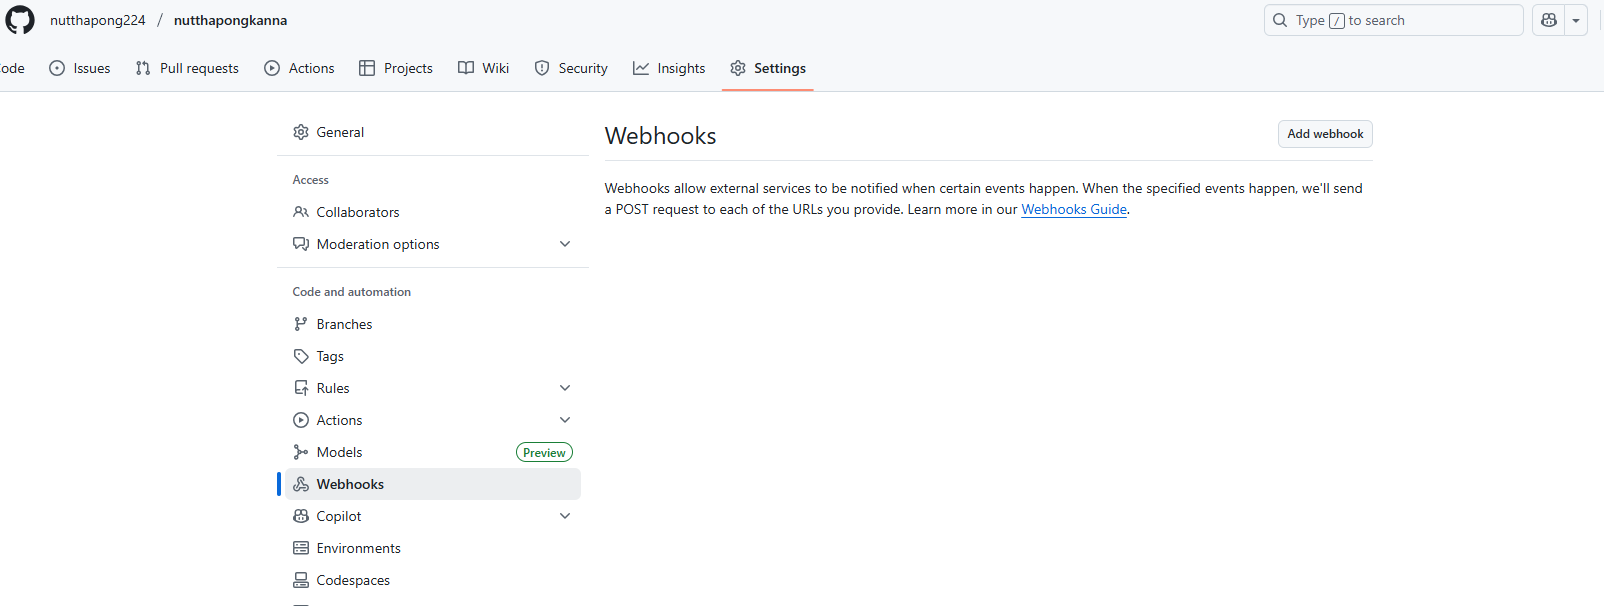 nutthapong224 / nutthapongkanna
Type / to search
ode Issues Pull requests Actions Projects Wiki Security Insights Settings
General
Access
Collaborators
Moderation options
Code and automation
Branches
Tags
Rules
Actions
Models Preview
Webhooks
Copilot
Environments
Codespaces
Webhooks
Add webhook
Webhooks allow external services to be notified when certain events happen. When the specified events happen, we'll send
a POST request to each of the URLs you provide. Learn more in our Webhooks Guide.